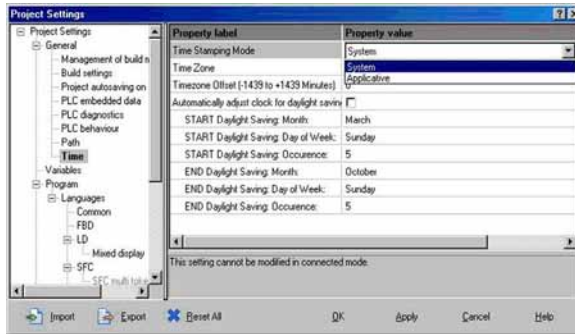 Project Settings
Project Settings
General
Management of build n
Build settings
Project autosaving on
PLC embedded data
PLC diagnostics
PLC behaviour
Path
Time
Variables
Program
Languages
Common
FBD
LD
Mixed display
SFC
SFC multi
Property label Property value
Time Stamping Mode System
System
Applicative
Time Zone
Timezone Offset (-1439 to +1439 Minutes) 0
Automatically adjust clock for daylight savin
START Daylight Saving: Month: March
START Daylight Saving: Day of Week: Sunday
START Daylight Saving: Occurence: 5
END Daylight Saving: Month: October
END Daylight Saving: Day of Week: Sunday
END Daylight Saving: Occurence: 5
This setting cannot be modified in connected mode.
Import Export Reset All OK Apply Cancel Help